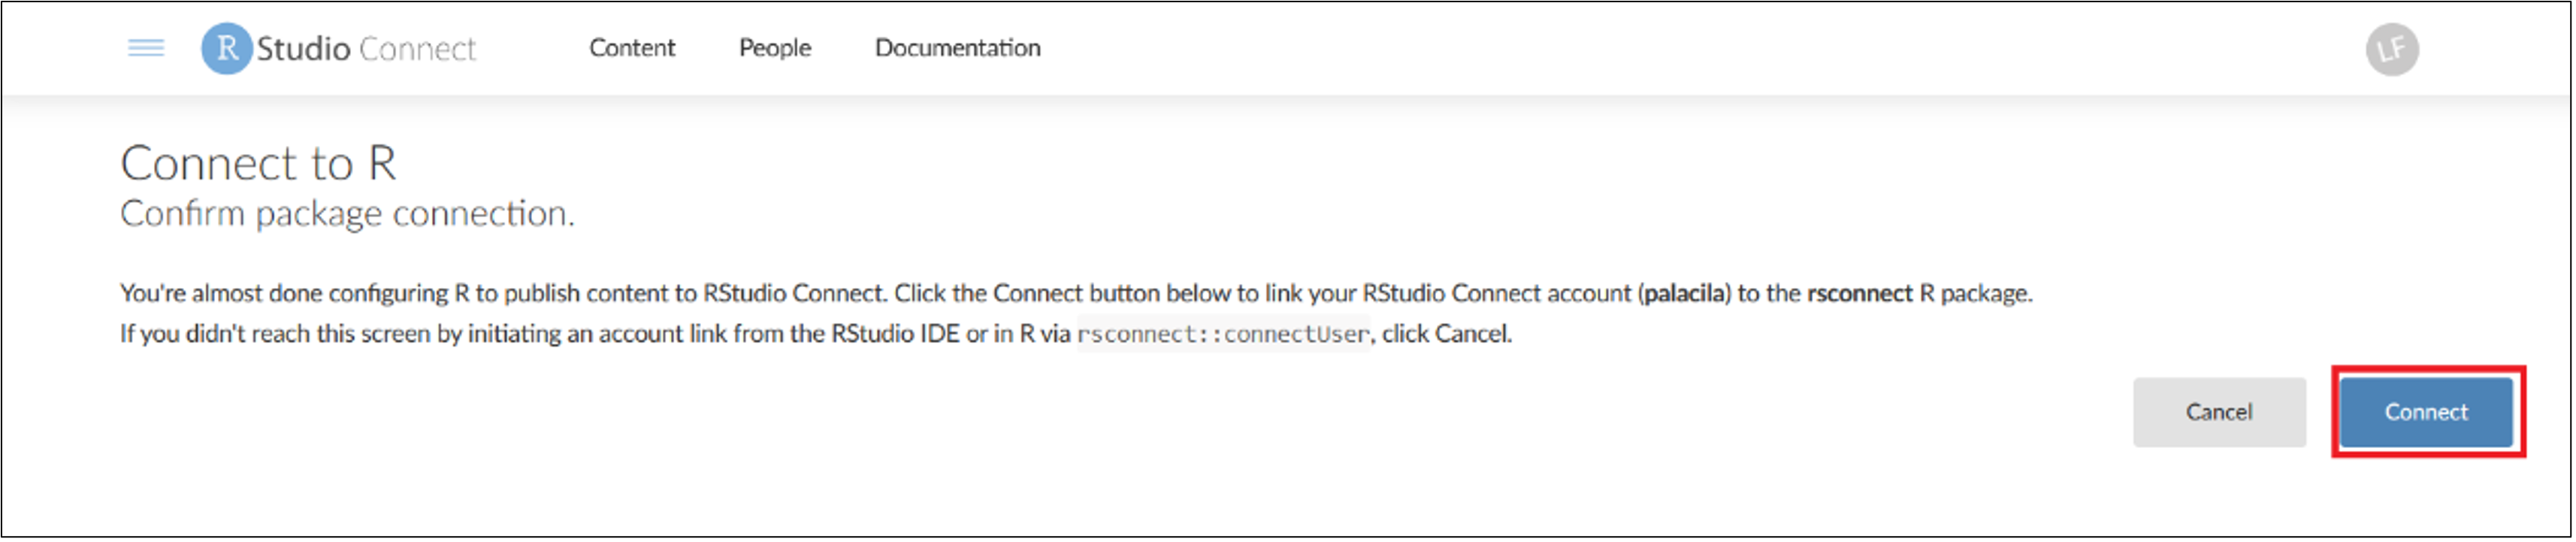 R Studio Connect Content People Documentation LF
Connect to R
Confirm package connection.
You're almost done configuring R to publish content to RStudio Connect. Click the Connect button below to link your RStudio Connect account (palacila) to the rsconnect R package.
If you didn't reach this screen by initiating an account link from the RStudio IDE or in R via rsconnect::connectUser, click Cancel.
Cancel Connect